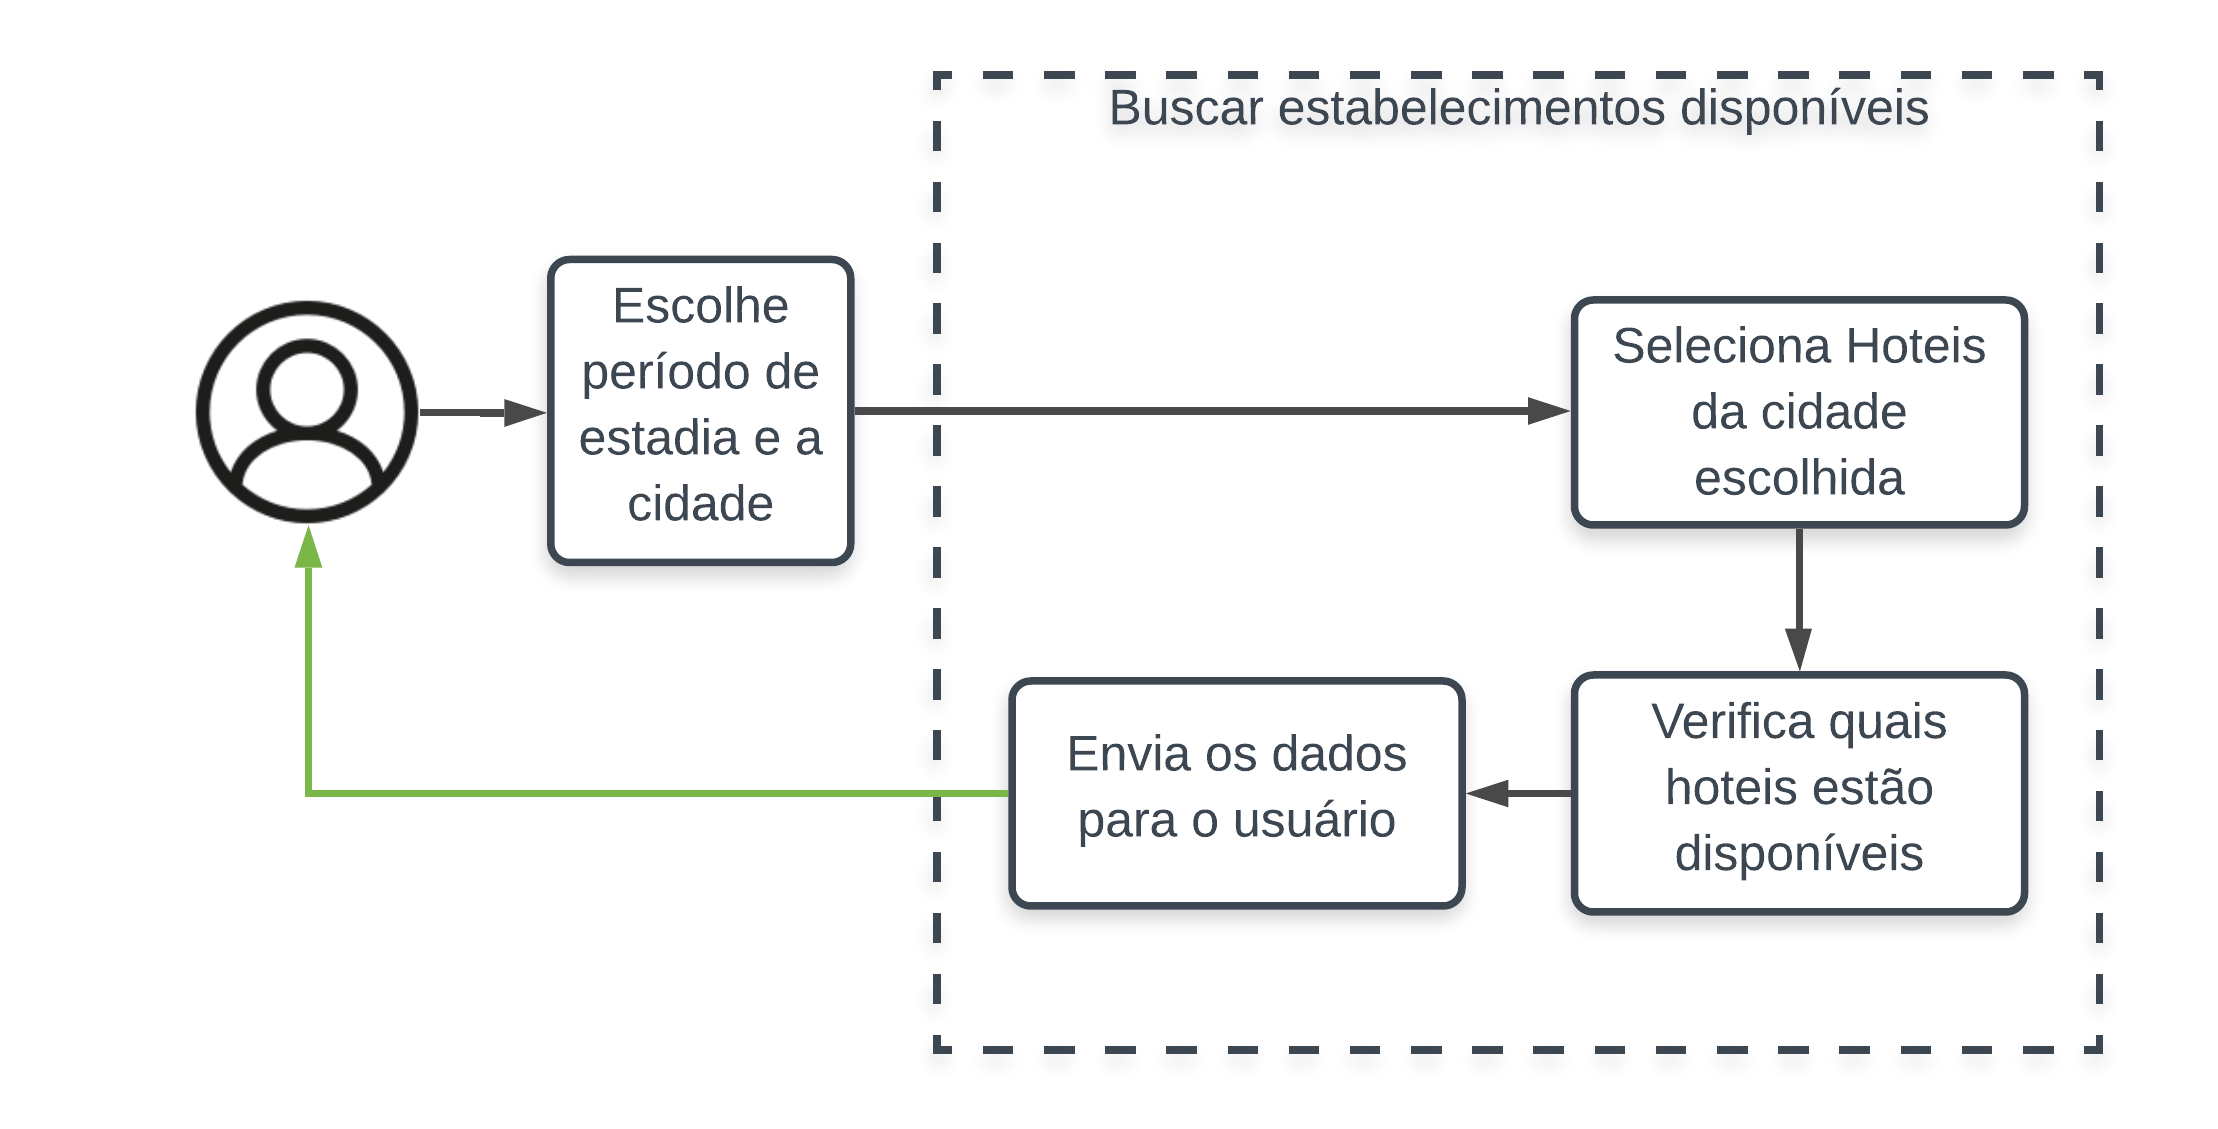 Buscar estabelecimentos disponíveis
Escolhe
período de
estadia e a
cidade
Seleciona Hoteis
da cidade
escolhida
Verifica quais
hoteis estão
disponíveis
Envia os dados
para o usuário